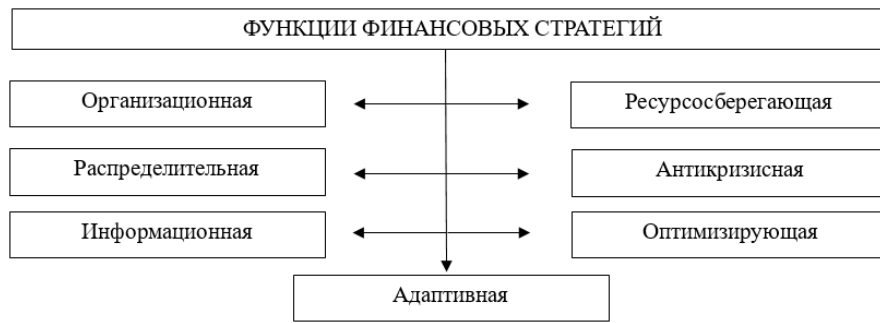 ФУНКЦИИ ФИНАНСОВЫХ СТРАТЕГИЙ
Организационная
Ресурсосберегающая
Распределительная
Антикризисная
Информационная
Оптимизирующая
Адаптивная